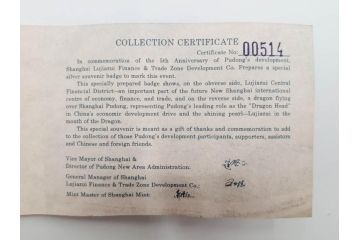 COLLECTION CERTIFICATE
Certificate No: 00514
In commemoration of the 5th Anniversary of Pudong's development,
Shanghai Lujiazui Finance & Trade Zone Development Co. Prepares a special
silver souvenir badge to mark this event.
This special badge shows, on the obverse side, Lujiazui Central
Financial District—an important part of the future New Shanghai international
centre of economy, finance, and trade, and on the reverse side, a dragon flying
over Shanghai Pudong, representing Pudong's leading role as the "Dragon Head"
in China's economic development drive and the shining pearl—Lujiazui in the
mouth of the Dragon.
This special souvenir is meant as a gift of thanks and commemoration to add
to the collection of those Pudong's development participants, supporters, assistors
and Chinese and foreign friends.
Vice Mayor of Shanghai &
Director of Pudong New Area Administration:
General Manager of Shanghai
Lujiazui Finance & Trade Zone Development Co.:
Mint Master of Shanghai Mint: